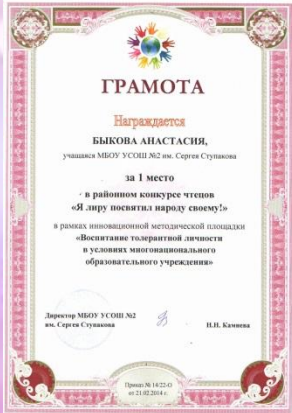 ГРАМОТА
Награждается
БЫКОВА АНАСТАСИЯ,
учащаяся МБОУ УСОШ №2 им. Сергея Ступакова
за 1 место
в районном конкурсе чтецов
«Я лиру посвятил народу своему!»
в рамках инновационной методической площадки
«Воспитание толерантной личности
в условиях многонационального
образовательного учреждения»
Директор МБОУ УСОШ №2
им. Сергея Ступакова
Н.Н. Камнева
Приказ № 14/22-О
от 21.02.2014 г.